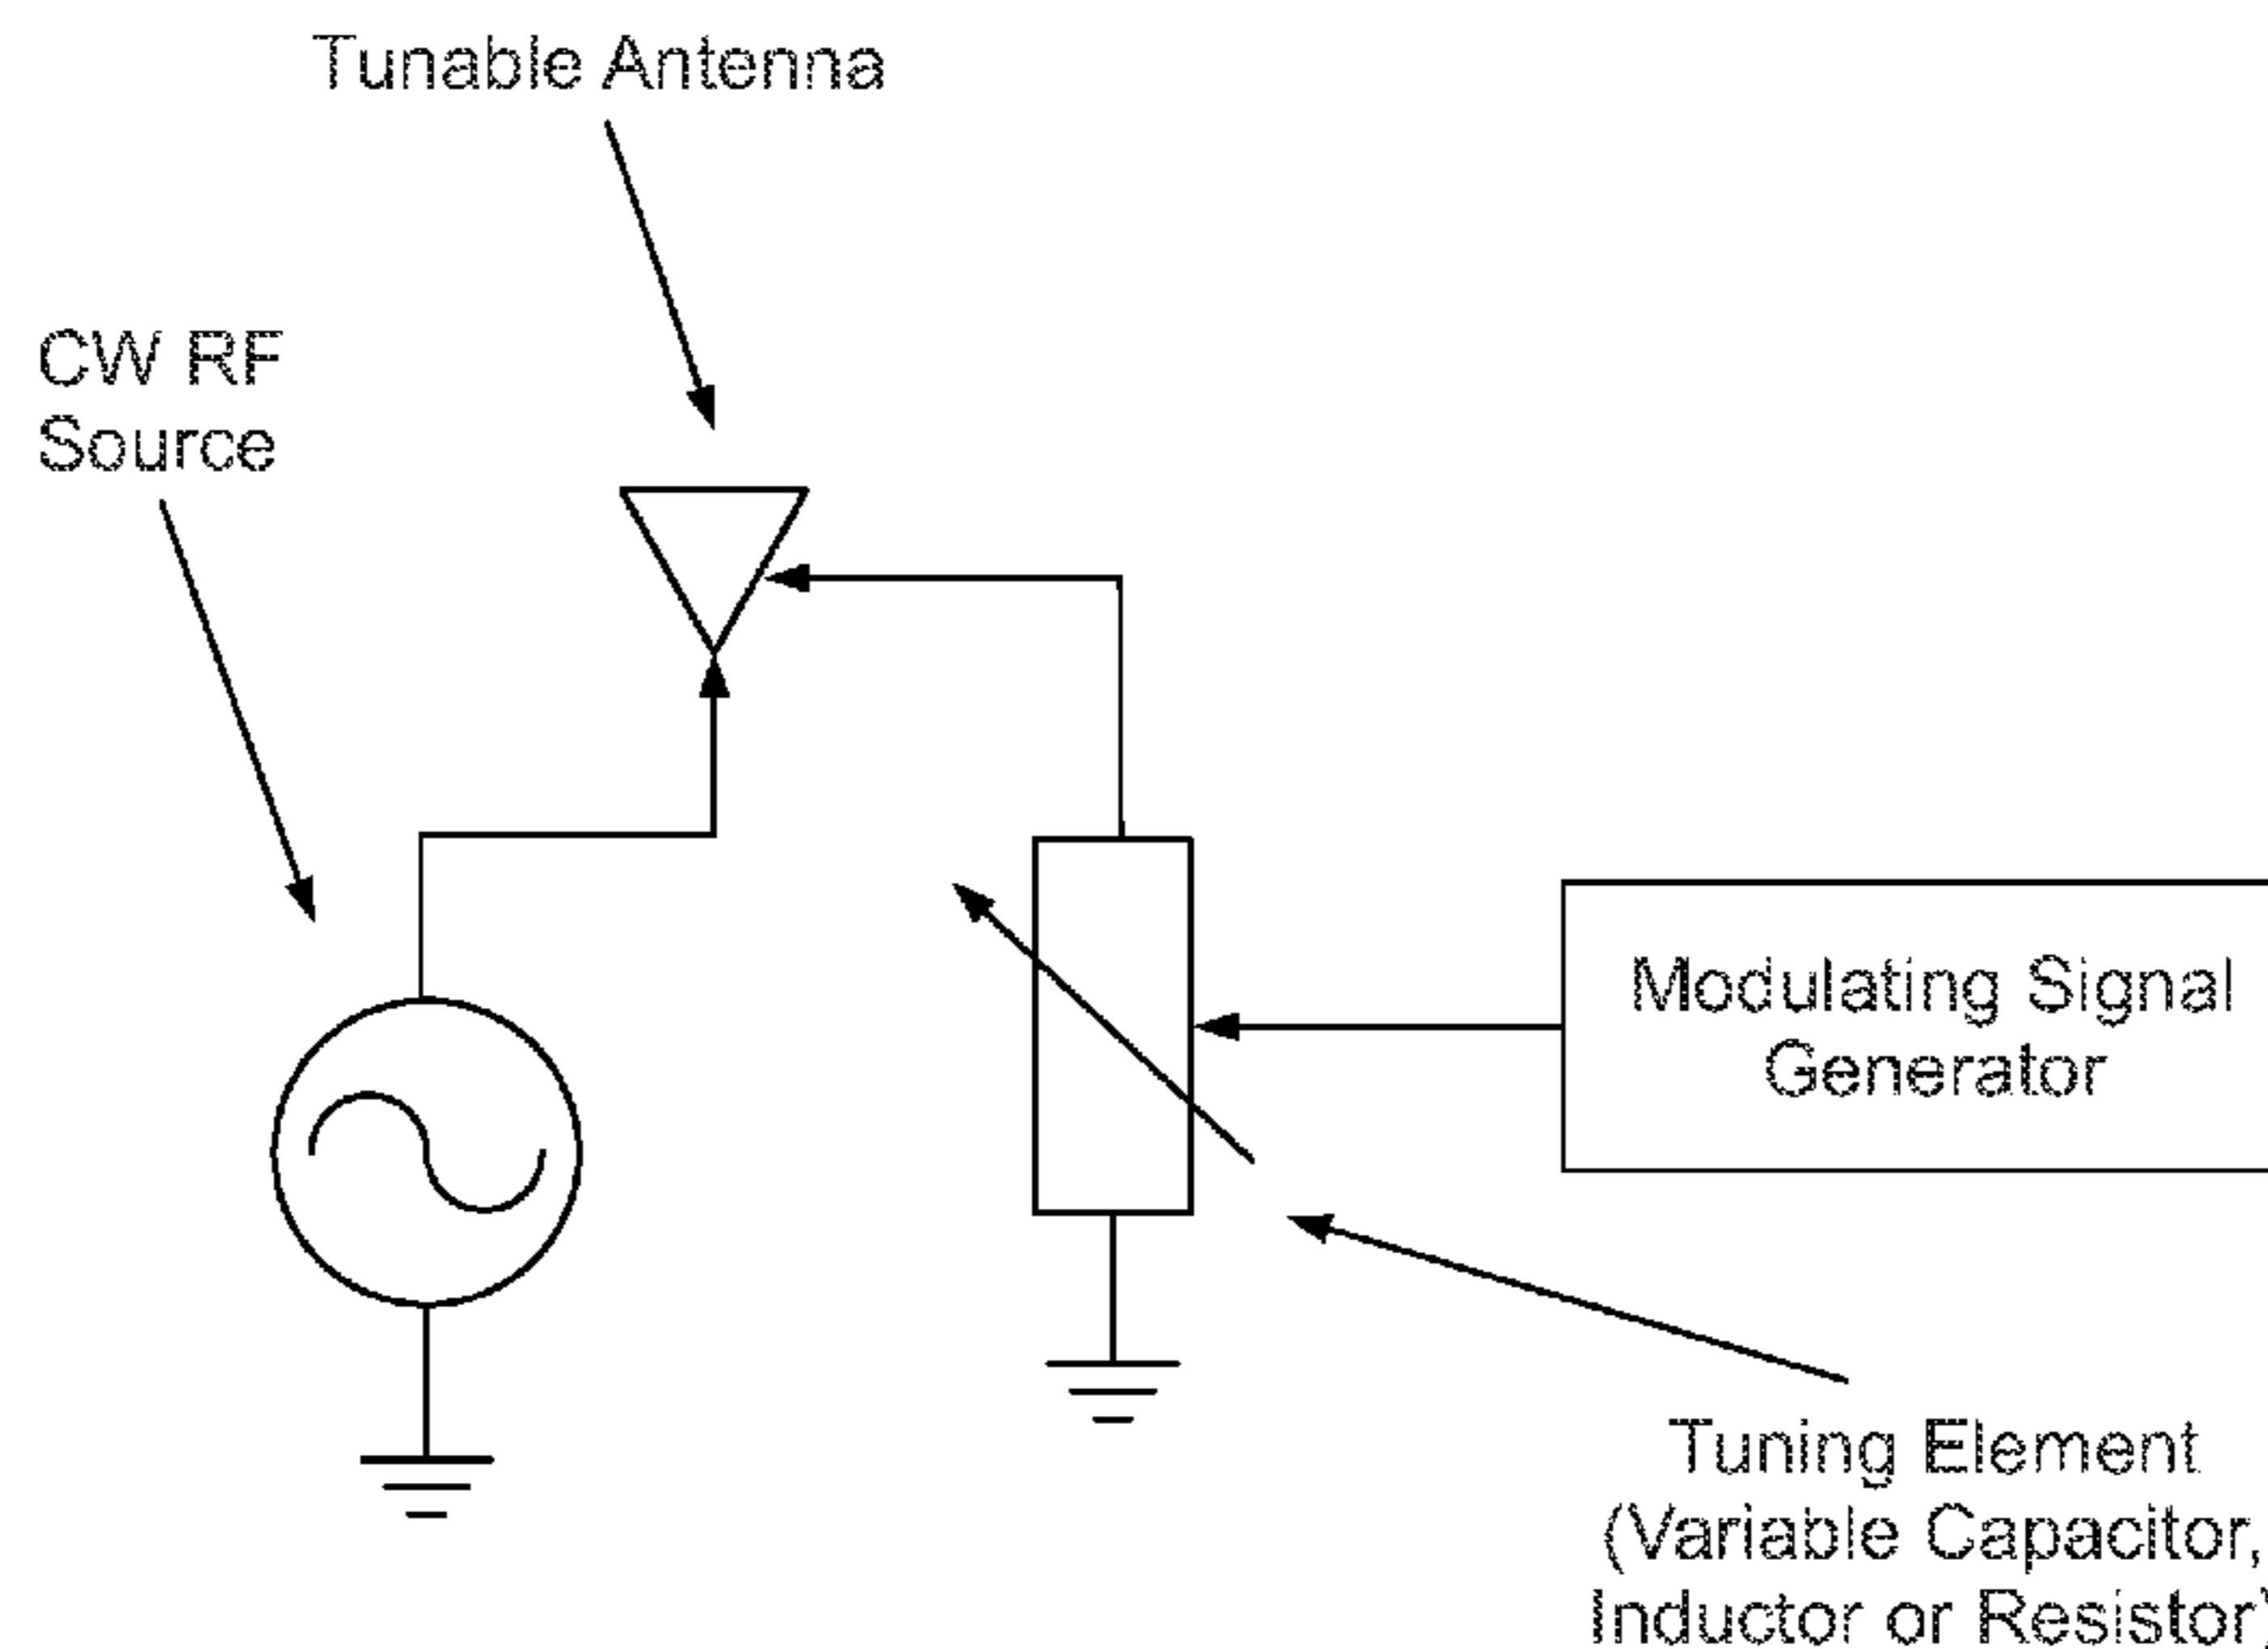 Tunable Antenna
CW RF
Source
Modulating Signal
Generator
Tuning Element
(Variable Capacitor,
Inductor or Resistor)